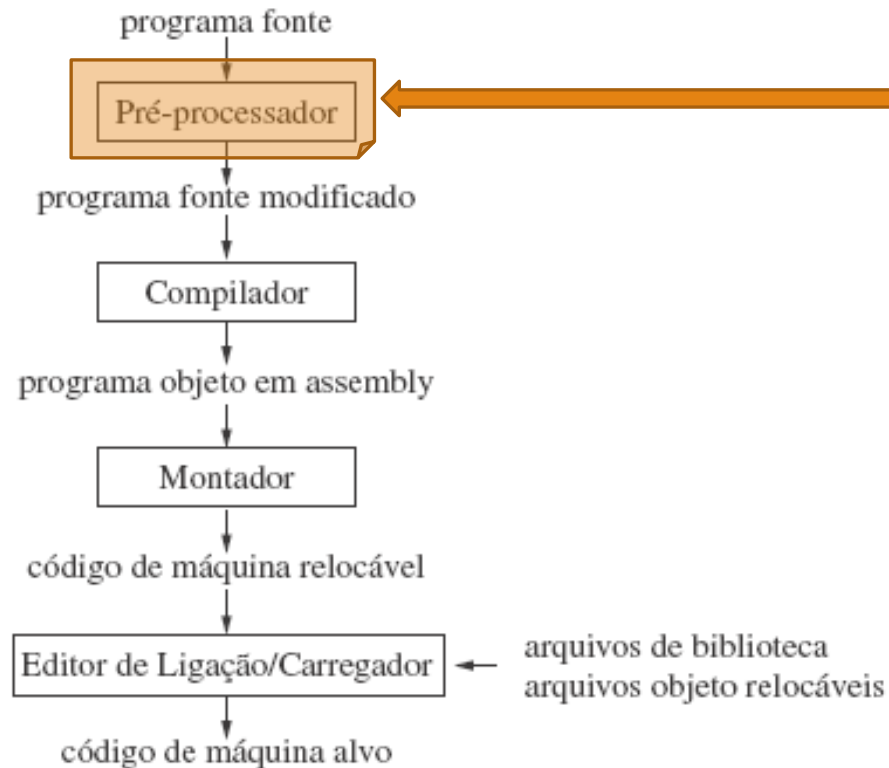 programa fonte
Pré-processador
programa fonte modificado
Compilador
programa objeto em assembly
Montador
código de máquina relocável
Editor de Ligação/Carregador
arquivos de biblioteca
arquivos objeto relocáveis
código de máquina alvo